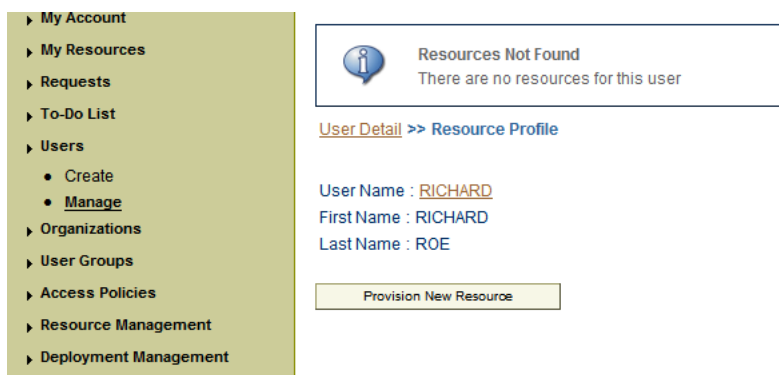 My Account
My Resources
Requests
To-Do List
Users
Create
Manage
Organizations
User Groups
Access Policies
Resource Management
Deployment Management
Resources Not Found
There are no resources for this user
User Detail >> Resource Profile
User Name : RICHARD
First Name : RICHARD
Last Name : ROE
Provision New Resource